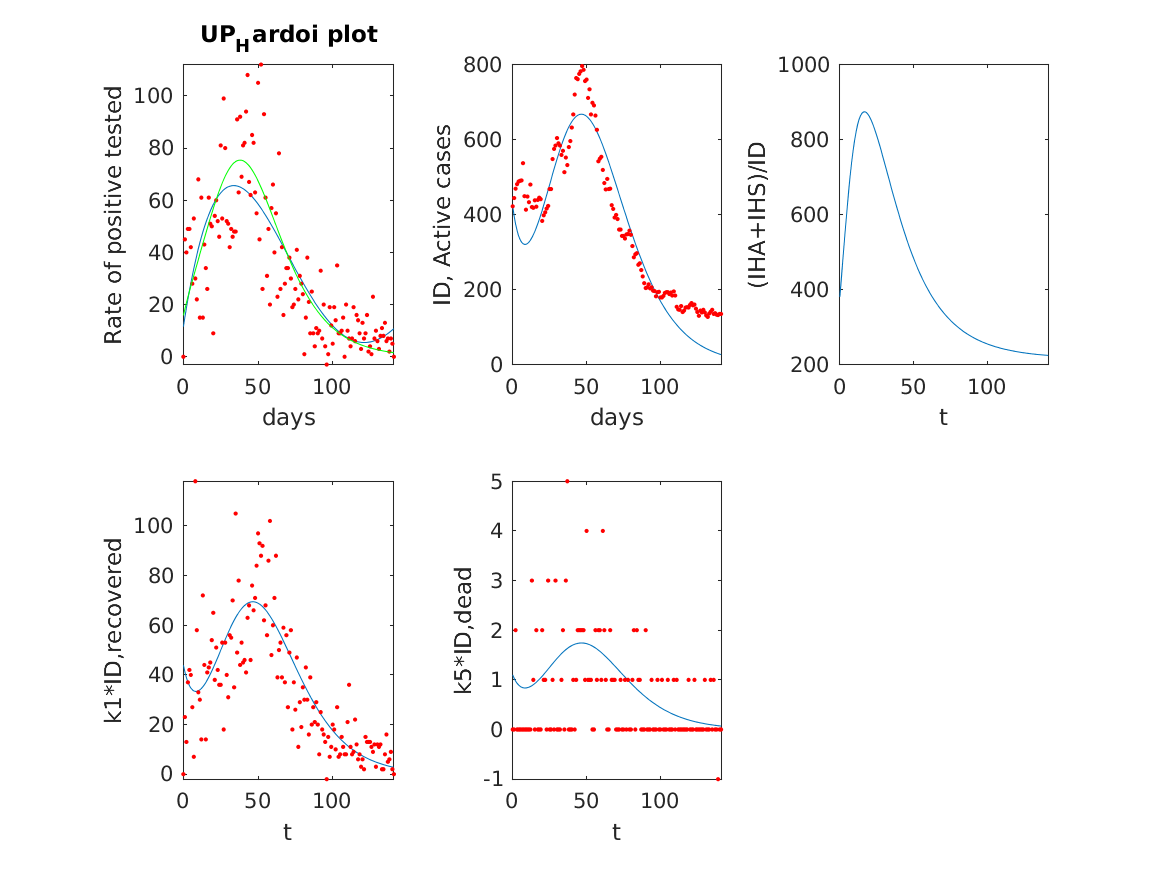 UP_Hardoi plot
Rate of positive tested
100
80
60
40
20
0
0 50 100
days
ID, Active cases
800
600
400
200
0
0 50 100
days
(IHA+IHS)/ID
1000
800
600
400
200
0 50 100
t
k1*ID,recovered
100
80
60
40
20
0
0 50 100
t
k5*ID,dead
5
4
3
2
1
0
-1
0 50 100
t